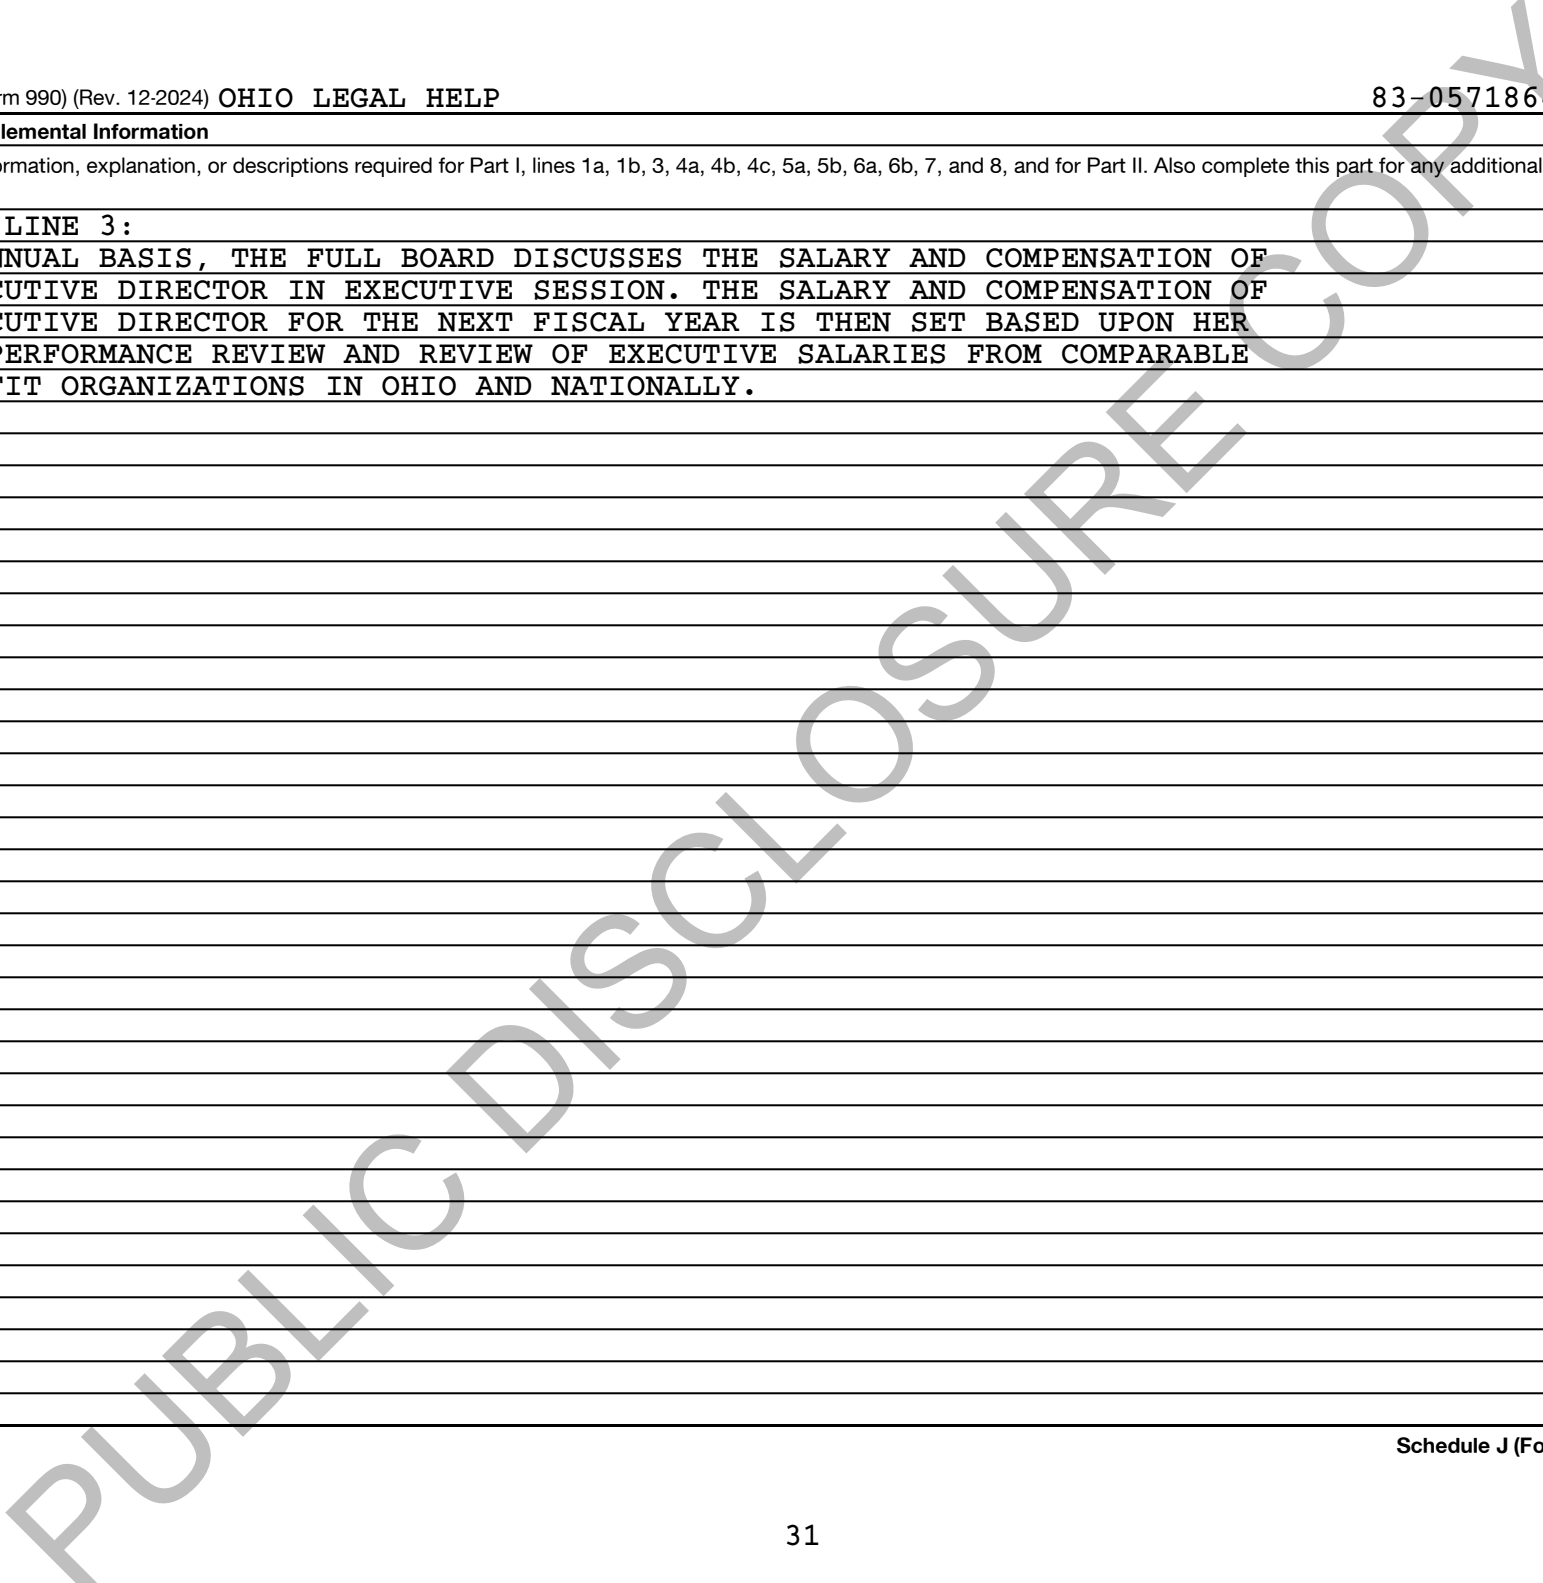 rm 990) (Rev. 12-2024) OHIO LEGAL HELP 83-057186
lemental Information
ormation, explanation, or descriptions required for Part I, lines 1a, 1b, 3, 4a, 4b, 4c, 5a, 5b, 6a, 6b, 7, and 8, and for Part II. Also complete this part for any additional
LINE 3:
NNUAL BASIS, THE FULL BOARD DISCUSSES THE SALARY AND COMPENSATION OF
CUTIVE DIRECTOR IN EXECUTIVE SESSION. THE SALARY AND COMPENSATION OF
CUTIVE DIRECTOR FOR THE NEXT FISCAL YEAR IS THEN SET BASED UPON HER
PERFORMANCE REVIEW AND REVIEW OF EXECUTIVE SALARIES FROM COMPARABLE
FIT ORGANIZATIONS IN OHIO AND NATIONALLY.
PUBLIC DISCLOSURE COPY
Schedule J (Fo
31